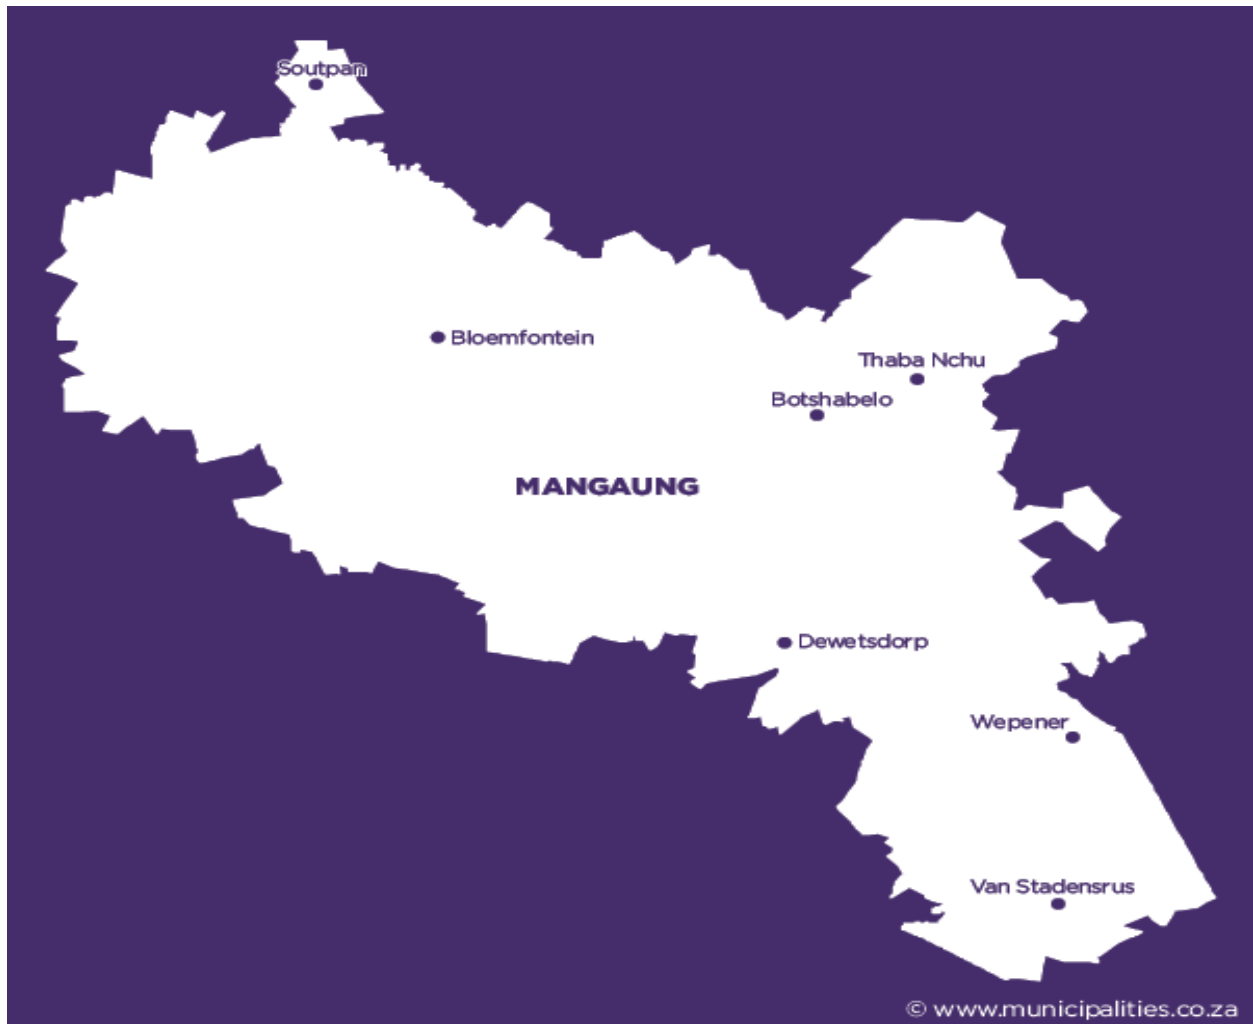 Soutpan
Bloemfontein
Thaba Nchu
Botshabelo
MANGAUNG
Dewetsdorp
Wepener
Van Stadensrus
© www.municipalities.co.za